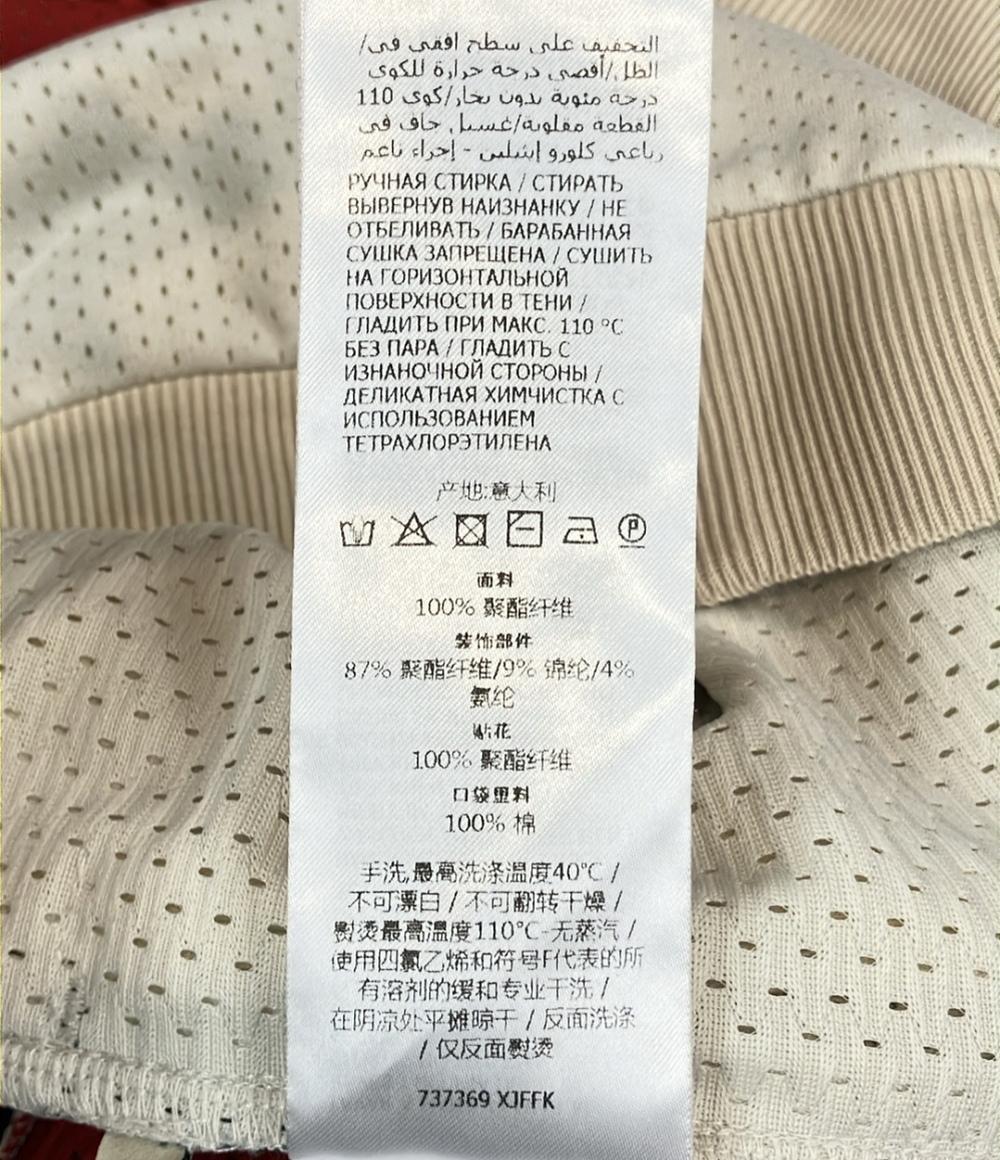 التجفيف على سطح افقي في/
الظل/أقصى درجة حرارة للكوي
110 درجة مئوية بدون بخار/كوي
القطعة مقلوبة/غسيل جاف في
رباعي كلورو إيثيلين - إجراء ناعم
РУЧНАЯ СТИРКА / СТИРАТЬ
ВЫВЕРНУВ НАИЗНАНКУ / НЕ
ОТБЕЛИВАТЬ / БАРАБАННАЯ
СУШКА ЗАПРЕЩЕНА / СУШИТЬ
НА ГОРИЗОНТАЛЬНОЙ
ПОВЕРХНОСТИ В ТЕНИ /
ГЛАДИТЬ ПРИ МАКС. 110 °C
БЕЗ ПАРА / ГЛАДИТЬ С
ИЗНАНОЧНОЙ СТОРОНЫ /
ДЕЛИКАТНАЯ ХИМЧИСТКА С
ИСПОЛЬЗОВАНИЕМ
ТЕТРАХЛОРЭТИЛЕНА
产地:意大利
P
面料
100% 聚酯纤维
装饰部件
87% 聚酯纤维/9% 锦纶/4%
氨纶
贴花
100% 聚酯纤维
口袋里料
100% 棉
手洗,最高洗涤温度40°C /
不可漂白 / 不可翻转干燥 /
熨烫最高温度110°C-无蒸汽 /
使用四氯乙烯和符号F代表的所
有溶剂的缓和专业干洗 /
在阴凉处平摊晾干 / 反面洗涤
/ 仅反面熨烫
737369 XJFFK